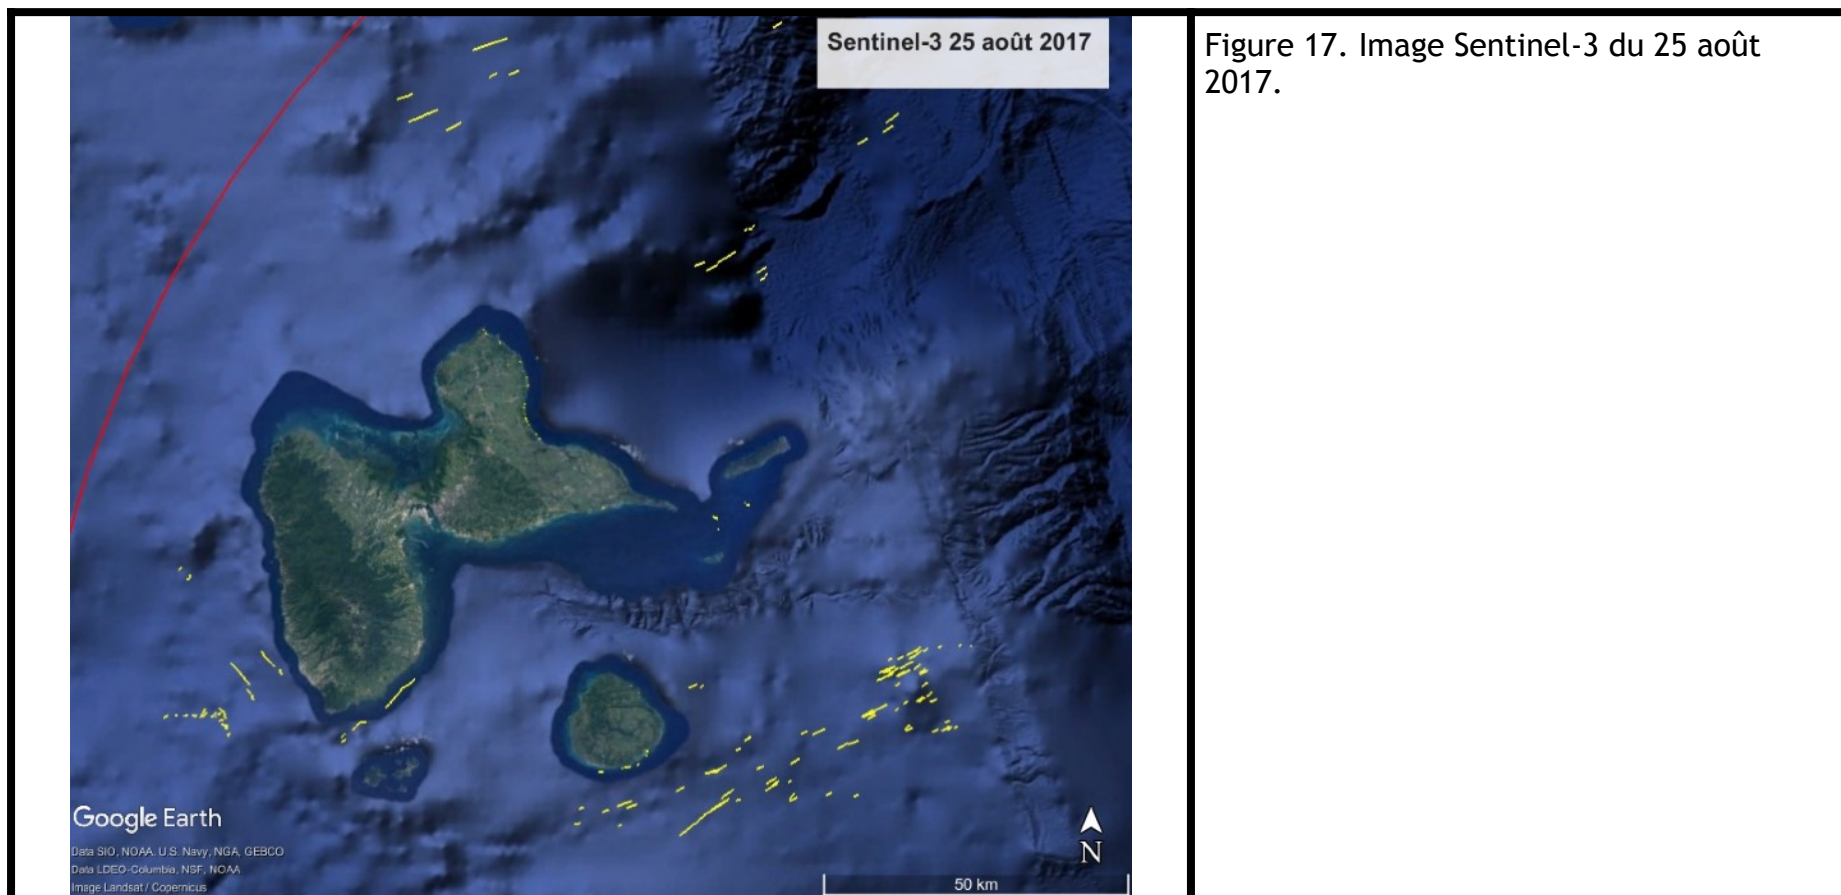 Sentinel-3 25 août 2017
Figure 17. Image Sentinel-3 du 25 août
2017.
Google Earth
Data SIO, NOAA, U.S. Navy, NGA, GEBCO
Data LDEO-Columbia, NSF, NOAA
Image Landsat / Copernicus
N
50 km